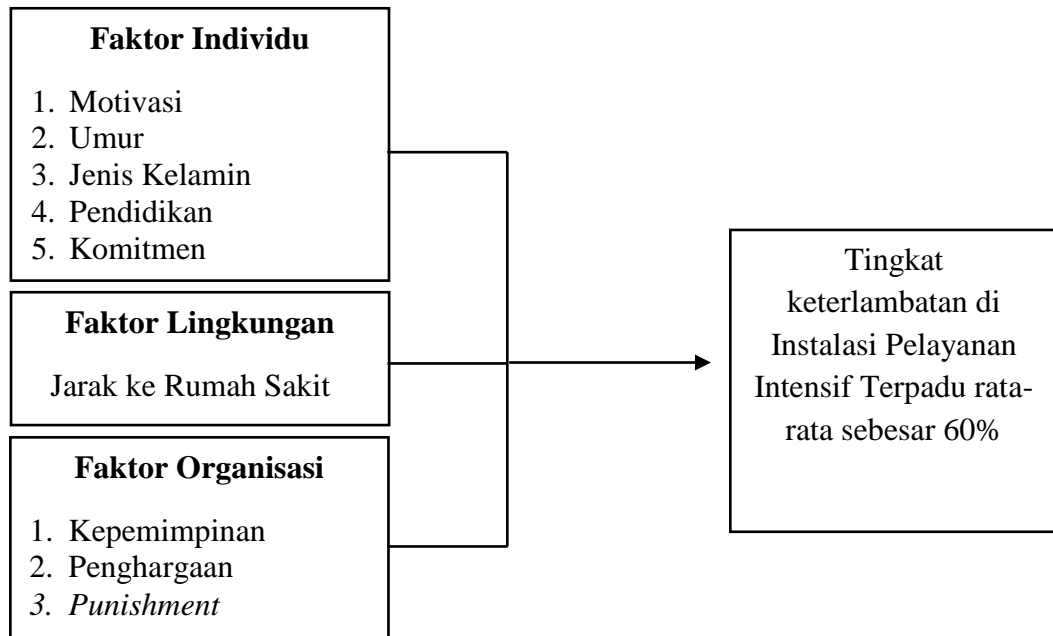 Faktor Individu
1. Motivasi
2. Umur
3. Jenis Kelamin
4. Pendidikan
5. Komitmen
Faktor Lingkungan
Jarak ke Rumah Sakit
Faktor Organisasi
1. Kepemimpinan
2. Penghargaan
3. Punishment
Tingkat
keterlambatan di
Instalasi Pelayanan
Intensif Terpadu rata-
rata sebesar 60%